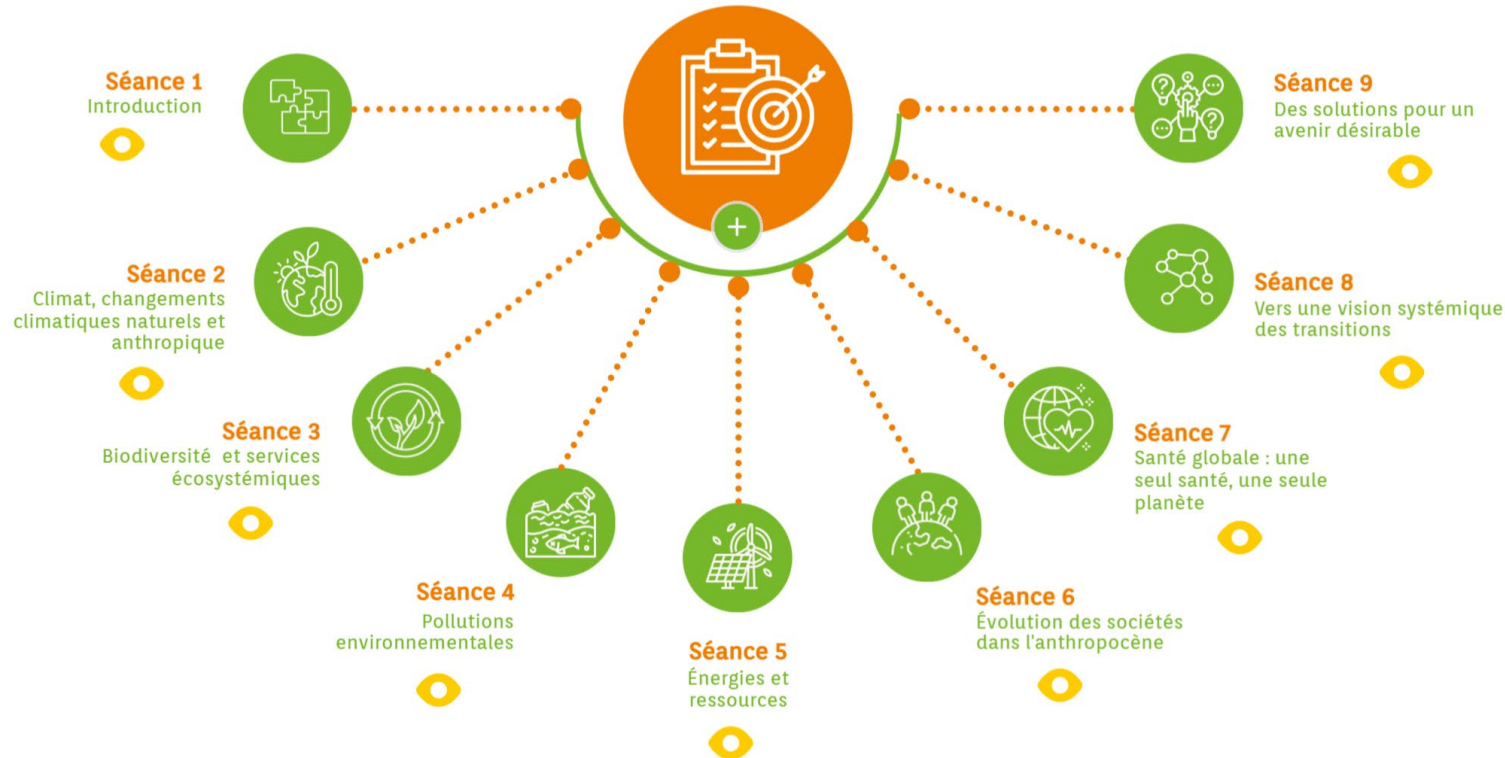 Séance 1
Introduction
Séance 2
Climat, changements
climatiques naturels et
anthropique
Séance 3
Biodiversité et services
écosystémiques
Séance 4
Pollutions
environnementales
Séance 5
Énergies et
ressources
Séance 6
Évolution des sociétés
dans l'anthropocène
Séance 7
Santé globale : une
seul santé, une seule
planète
Séance 8
Vers une vision systémique
des transitions
Séance 9
Des solutions pour un
avenir désirable